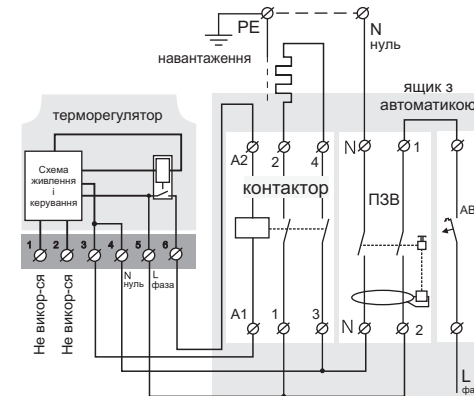 PE
N
нуль
навантаження
ящик з
автоматикою
терморегулятор
A2
2
4
N
1
Схема
живлення
і
керування
контактор
ПЗВ
АВ
1
2
3
4
5
6
N
нуль
L
фаза
Не викор-ся
Не викор-ся
A1
1
3
N
2
L